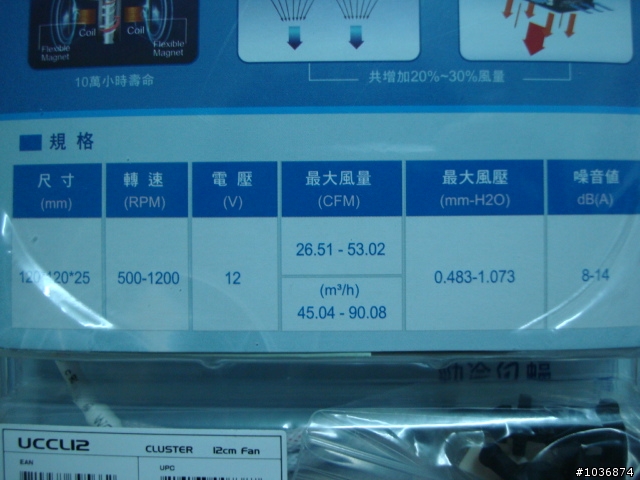 Coil
Coil
Flexible
Magnet
Flexible
Magnet
10萬小時壽命
共增加20%~30%風量
規格
尺寸
(mm)
轉速
(RPM)
電壓
(V)
最大風量
(CFM)
最大風壓
(mm-H2O)
噪音值
dB(A)
120*120*25
500-1200
12
26.51 - 53.02
(m³/h)
45.04 - 90.08
0.483-1.073
8-14
UCCL12
CLUSTER
12cm Fan
EAN
UPC
#1036874